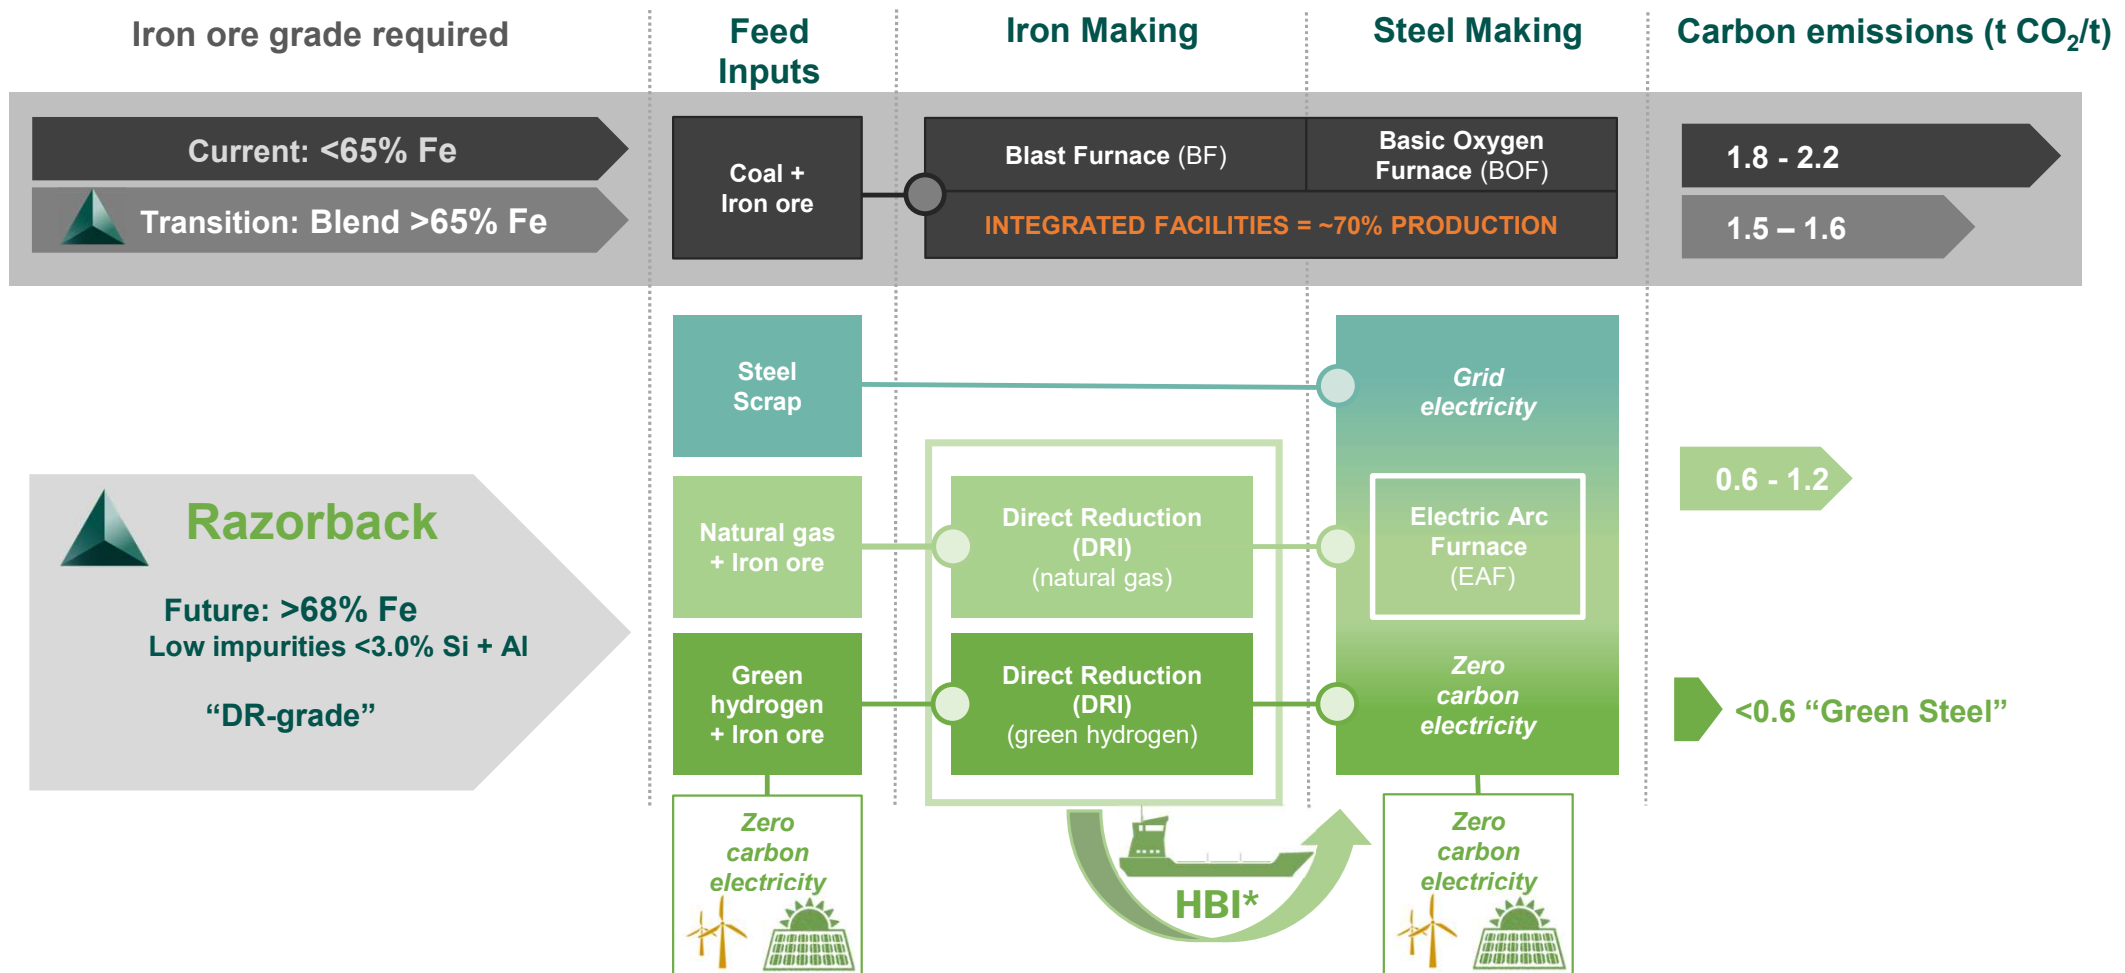 Iron ore grade required
Feed
Inputs
Iron Making
Steel Making
Carbon emissions (t CO₂/t)
Current: <65% Fe
Transition: Blend >65% Fe
Coal +
Iron ore
Blast Furnace (BF)
Basic Oxygen
Furnace (BOF)
INTEGRATED FACILITIES = ~70% PRODUCTION
1.8 - 2.2
1.5 – 1.6
Steel
Scrap
Grid
electricity
Razorback
Future: >68% Fe
Low impurities <3.0% Si + Al
“DR-grade”
Natural gas
+ Iron ore
Direct Reduction
(DRI)
(natural gas)
Electric Arc
Furnace
(EAF)
0.6 - 1.2
Green
hydrogen
+ Iron ore
Direct Reduction
(DRI)
(green hydrogen)
Zero
carbon
electricity
<0.6 “Green Steel”
Zero
carbon
electricity
HBI*
Zero
carbon
electricity